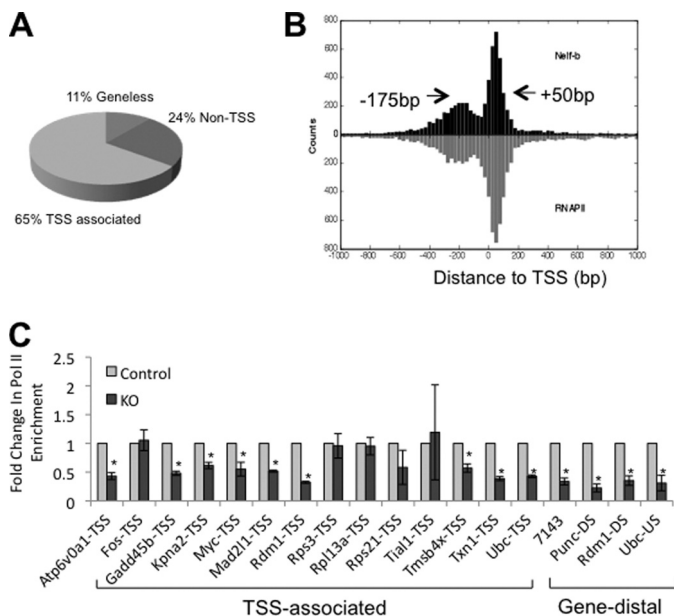 A
11% Geneless
24% Non-TSS
65% TSS associated
B
800
600
400
200
0
200
400
600
800
Counts
Nelf-b
-175bp
+50bp
RNAPII
-1000 -800 -600 -400 -200 0 200 400 600 800 1000
Distance to TSS (bp)
C
Fold Change In Pol II
Enrichment
2.5
2
1.5
1
0.5
0
Control
KO
* * * * * * * * * * * * * *
Atp6v0a1-TSS
Fos-TSS
Gadd45b-TSS
Kpna2-TSS
Myc-TSS
Mad2l1-TSS
Rdm1-TSS
Rps3-TSS
Rpl13a-TSS
Rps21-TSS
Tial1-TSS
Tmsb4x-TSS
Txn1-TSS
Ubc-TSS
7143
Punc-DS
Rdm1-DS
Ubc-US
TSS-associated
Gene-distal